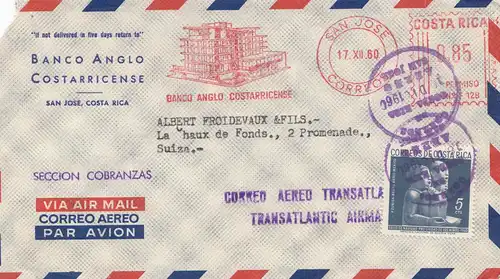 "If not delivered in five days return to"
BANCO ANGLO
COSTARRICENSE
SAN JOSE, COSTA RICA
BANCO ANGLO COSTARRICENSE
SAN JOSE
17.XII.60
CORREO
COSTA RICA
0.85
128
ALBERT FROIDEVAUX &FILS.-
La Chaux de Fonds., 2 Promenade.,
Suiza.-
SECCION COBRANZAS
VIA AIR MAIL
CORREO AEREO
PAR AVION
CORREO AEREO TRANSATLA
TRANSATLANTIC AIRMA
CORREOS DE COSTA RICA
5